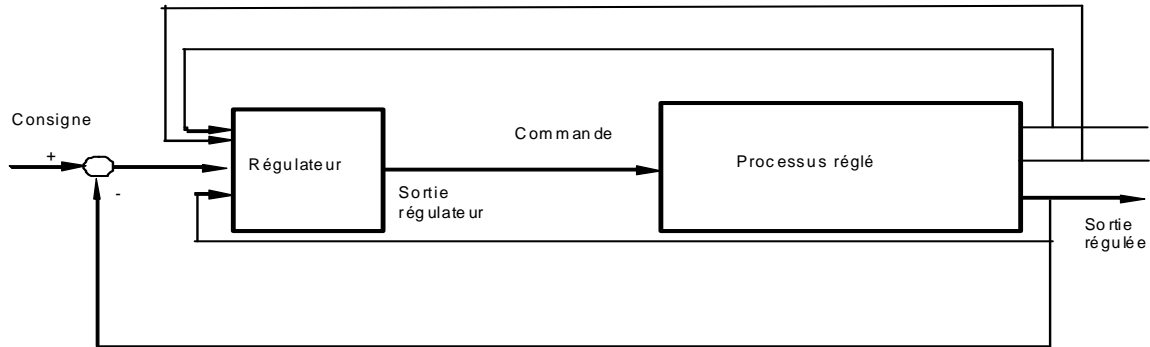 Consigne
+
-
Régulateur
Commande
Sortie
régulateur
Processus réglé
Sortie
régulée